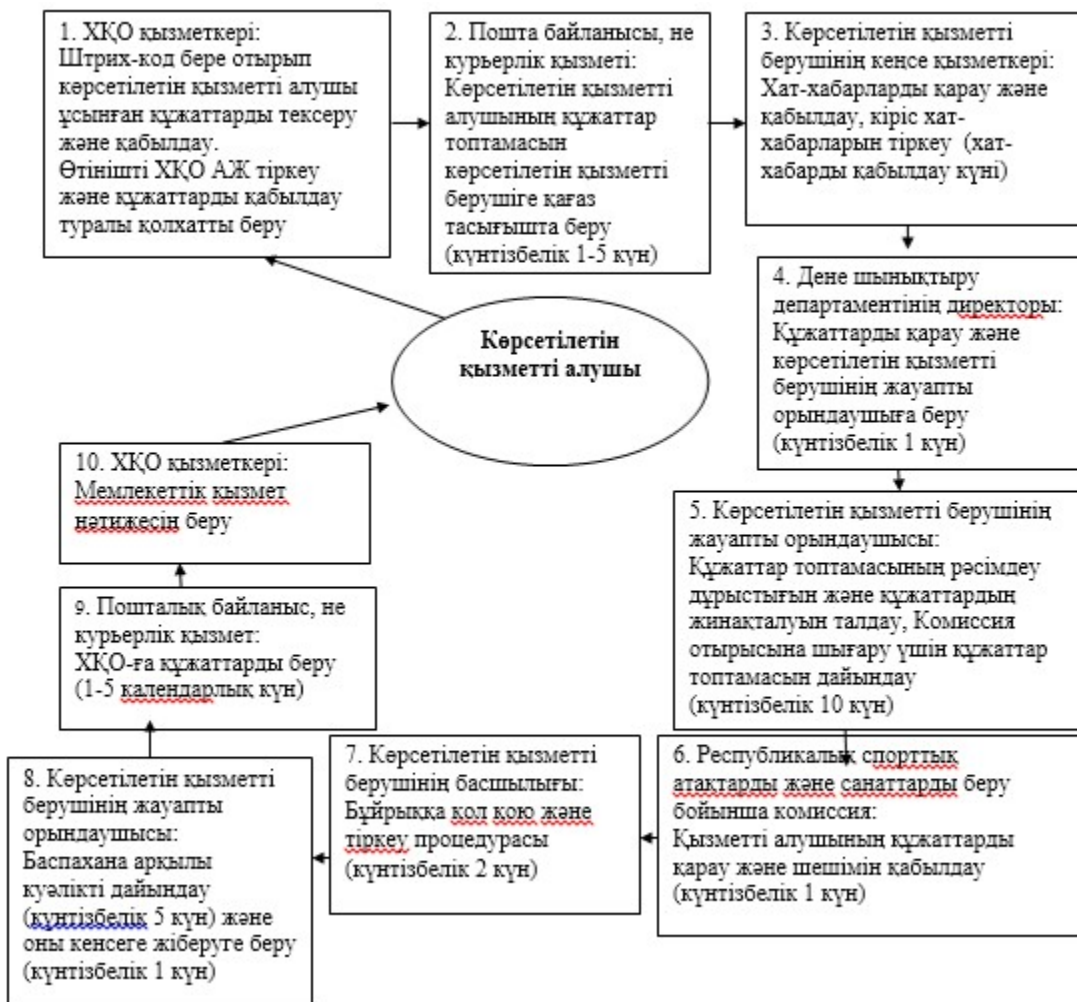 1. ХҚО қызметкері:
Штрих-код бере отырып
көрсетілетін қызметті алушы
ұсынған құжаттарды тексеру
және қабылдау.
Өтінішті ХҚО АЖ тіркеу
және құжаттарды қабылдау
туралы қолхатты беру
2. Пошта байланысы, не
курьерлік қызметі:
Көрсетілетін қызметті
алушының құжаттар
топтамасын
көрсетілетін қызметті
берушіге қағаз
тасығышта беру
(күнтізбелік 1-5 күн)
3. Көрсетілетін қызметті
берушінің кеңсе қызметкері:
Хат-хабарларды қарау және
қабылдау, кіріс хат-
хабарларын тіркеу (хат-
хабарды қабылдау күні)
4. Дене шынықтыру
департаментінің директоры:
Құжаттарды қарау және
көрсетілетін қызметті
берушінің жауапты
орындаушыға беру
(күнтізбелік 1 күн)
Көрсетілетін
қызметті алушы
5. Көрсетілетін қызметті берушінің
жауапты орындаушысы:
Құжаттар топтамасының рәсімдеу
дұрыстығын және құжаттардың
жинақталуын талдау, Комиссия
отырысына шығару үшін құжаттар
топтамасын дайындау
(күнтізбелік 10 күн)
6. Республикалық спорттық
атақтарды және санаттарды беру
бойынша комиссия:
Қызметті алушының құжаттарды
қарау және шешімін қабылдау
(күнтізбелік 1 күн)
7. Көрсетілетін қызметті
берушінің басшылығы:
Бұйрыққа қол қою және
тіркеу процедурасы
(күнтізбелік 2 күн)
8. Көрсетілетін қызметті
берушінің жауапты
орындаушысы:
Баспахана арқылы
куәлікті дайындау
(күнтізбелік 5 күн) және
оны кенсеге жіберуге беру
(күнтізбелік 1 күн)
9. Пошталық байланыс, не
курьерлік қызмет:
ХҚО-ға құжаттарды беру
(1-5 календарлық күн)
10. ХҚО қызметкері:
Мемлекеттік қызмет
нәтижесін беру